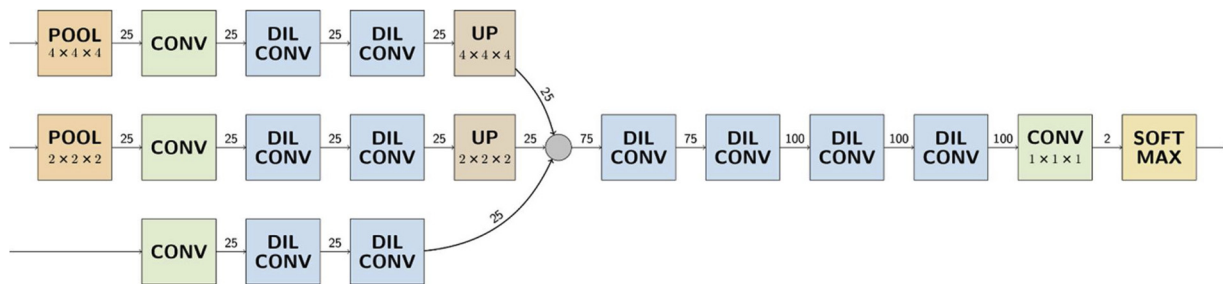 POOL
4 × 4 × 4
25
CONV
25
DIL
CONV
25
DIL
CONV
25
UP
4 × 4 × 4
25
POOL
2 × 2 × 2
25
CONV
25
DIL
CONV
25
DIL
CONV
25
UP
2 × 2 × 2
25
75
DIL
CONV
75
DIL
CONV
100
DIL
CONV
100
DIL
CONV
100
CONV
1 × 1 × 1
2
SOFT
MAX
CONV
25
DIL
CONV
25
DIL
CONV
25